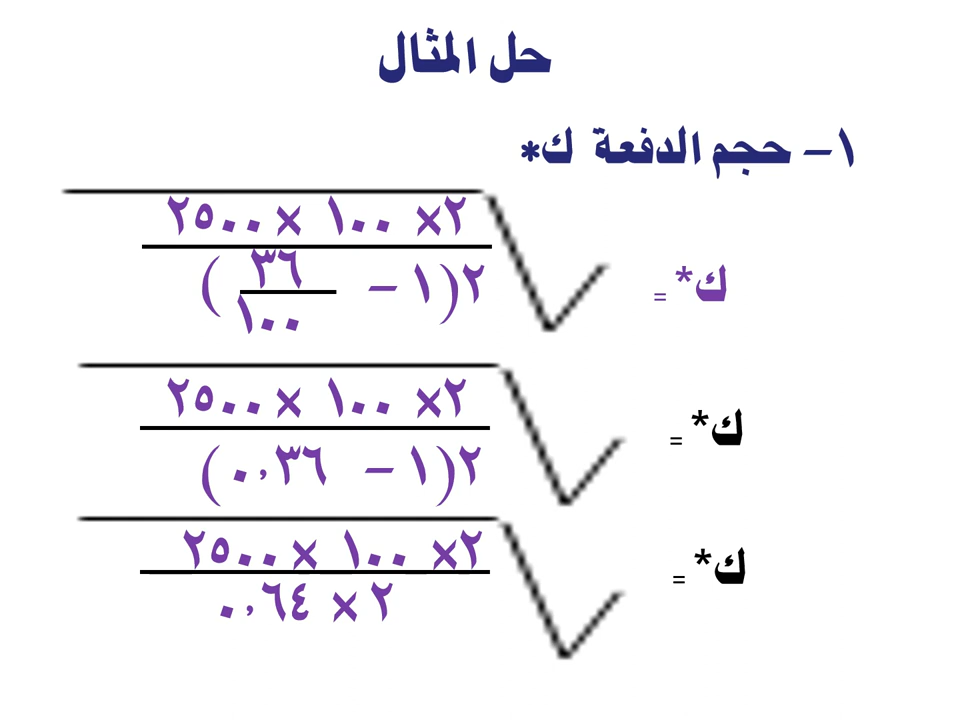 حل المثال
١- حجم الدفعة ك*
ك* =
٢× ١٠٠ × ٢٥٠٠
٢(١ – ٣٦
١٠٠ )
ك* =
٢× ١٠٠ × ٢٥٠٠
٢(١ – ٠,٣٦ )
ك* =
٢× ١٠٠ × ٢٥٠٠
٢ × ٠,٦٤